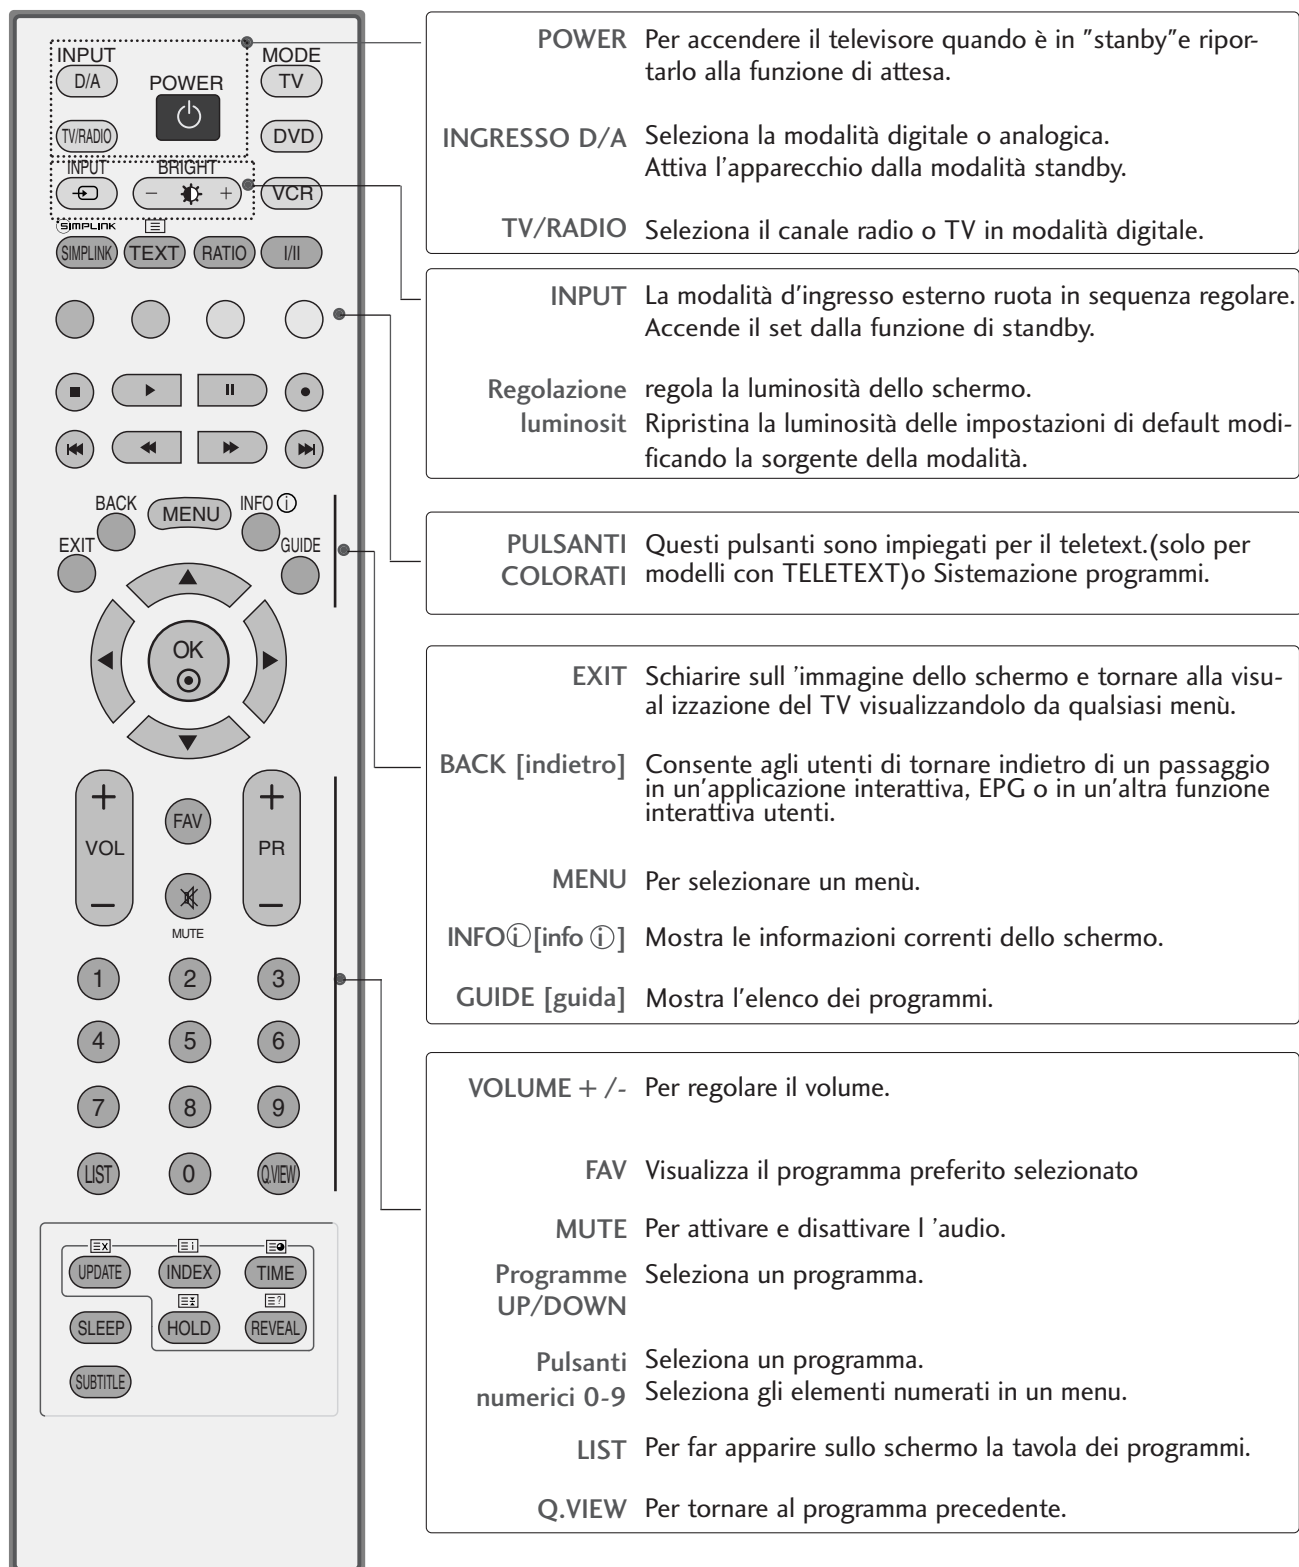 INPUT
MODE
D/A
POWER
TV
TV/RADIO
DVD
INPUT
BRIGHT
- +
VCR
SIMPLINK
SIMPLINK
TEXT
RATIO
I/II
BACK
MENU
INFO i
EXIT
GUIDE
OK
+
+
VOL
FAV
PR
-
-
MUTE
1 2 3
4 5 6
7 8 9
LIST 0 Q.VIEW
UPDATE INDEX TIME
SLEEP HOLD REVEAL
SUBTITLE
POWER Per accendere il televisore quando è in "stanby"e ripor-
tarlo alla funzione di attesa.
INGRESSO D/A Seleziona la modalità digitale o analogica.
Attiva l'apparecchio dalla modalità standby.
TV/RADIO Seleziona il canale radio o TV in modalità digitale.
INPUT La modalità d'ingresso esterno ruota in sequenza regolare.
Accende il set dalla funzione di standby.
Regolazione regola la luminosità dello schermo.
luminosit Ripristina la luminosità delle impostazioni di default modi-
ficando la sorgente della modalità.
PULSANTI Questi pulsanti sono impiegati per il teletext.(solo per
COLORATI modelli con TELETEXT)o Sistemazione programmi.
EXIT Schiarire sull 'immagine dello schermo e tornare alla visu-
al izzazione del TV visualizzandolo da qualsiasi menù.
BACK [indietro] Consente agli utenti di tornare indietro di un passaggio
in un'applicazione interattiva, EPG o in un'altra funzione
interattiva utenti.
MENU Per selezionare un menù.
INFOⓘ[info ⓘ] Mostra le informazioni correnti dello schermo.
GUIDE [guida] Mostra l'elenco dei programmi.
VOLUME + /- Per regolare il volume.
FAV Visualizza il programma preferito selezionato
MUTE Per attivare e disattivare l 'audio.
Programme Seleziona un programma.
UP/DOWN
Pulsanti Seleziona un programma.
numerici 0-9 Seleziona gli elementi numerati in un menu.
LIST Per far apparire sullo schermo la tavola dei programmi.
Q.VIEW Per tornare al programma precedente.